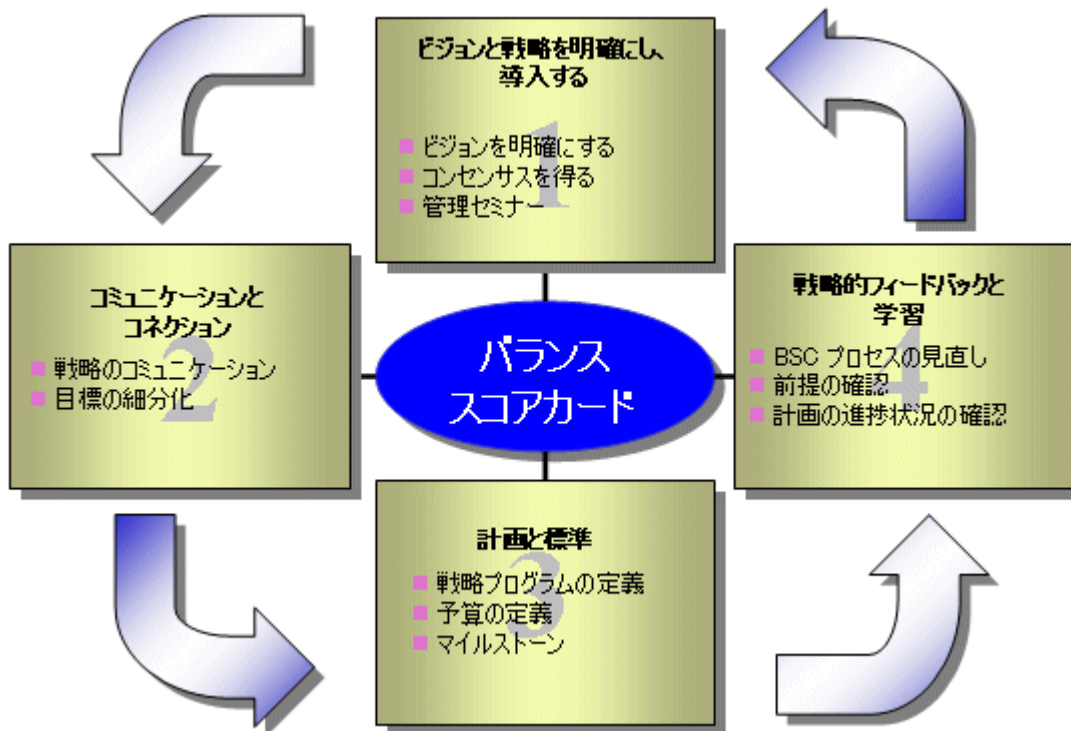 ビジョンと戦略を明確にし、
導入する
1
ビジョンを明確にする
コンセンサスを得る
管理セミナー
コミュニケーションと
コネクション
2
戦略のコミュニケーション
目標の細分化
バランス
スコアカード
戦略的フィードバックと
学習
4
BSC プロセスの見直し
前提の確認
計画の進捗状況の確認
計画と標準
3
戦略プログラムの定義
予算の定義
マイルストーン